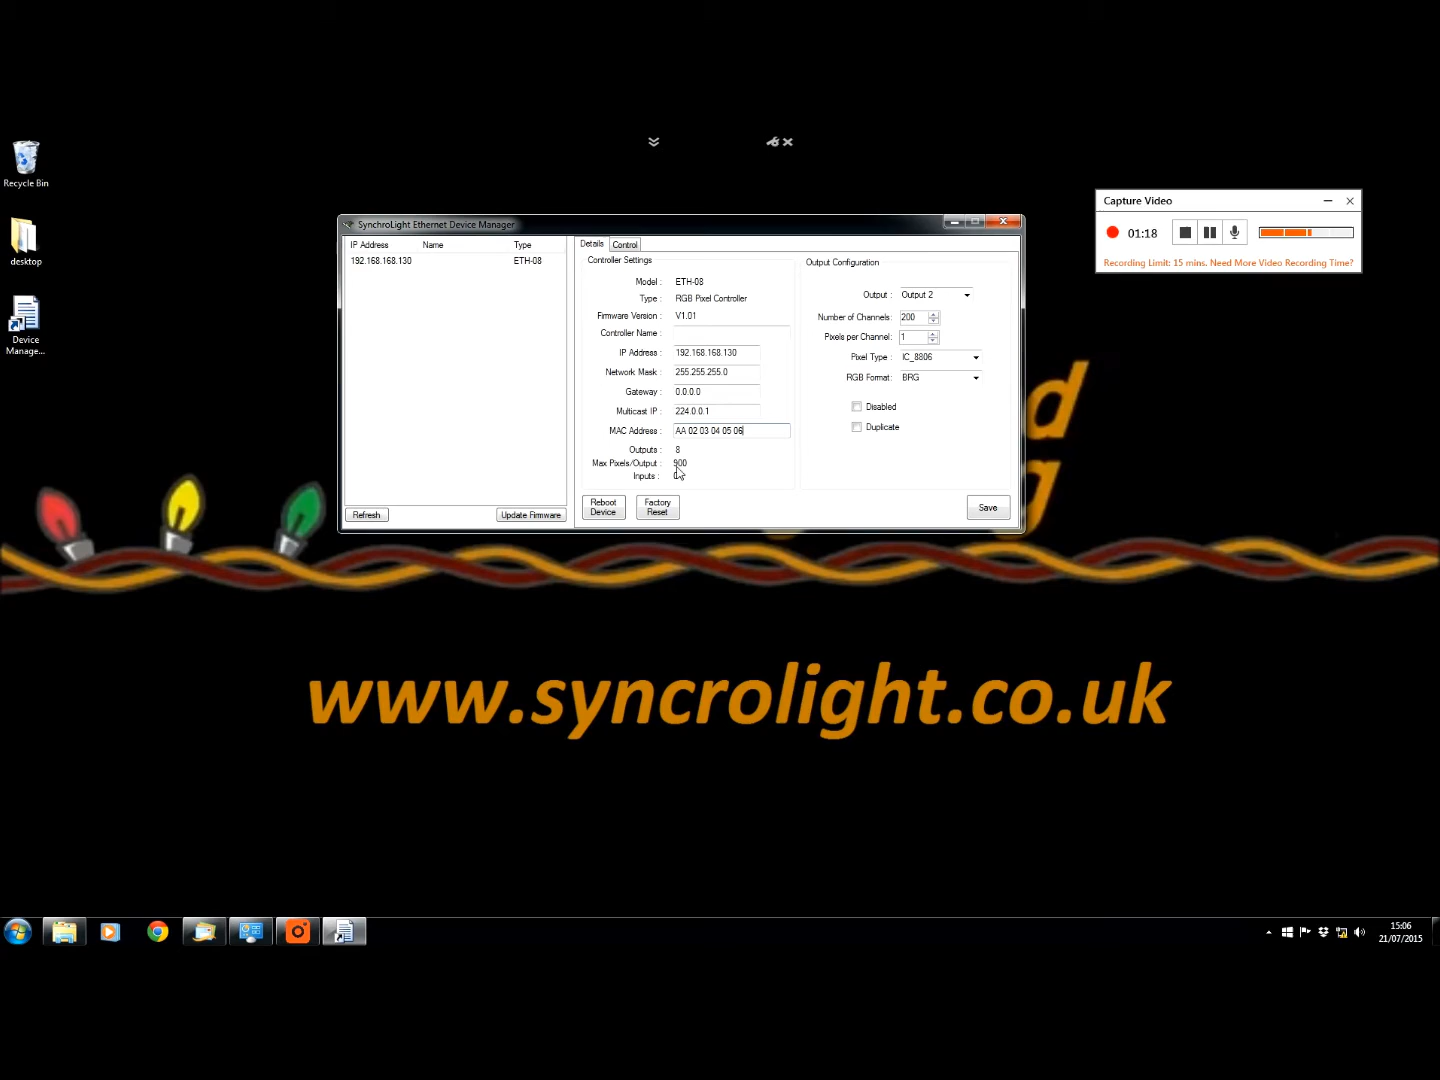 Recycle Bin
desktop
Device
Manage...
Capture Video
01:18
Recording Limit: 15 mins. Need More Video Recording Time?
SynchroLight Ethernet Device Manager
IP Address Name Type
192.168.168.130 ETH-08
Refresh
Update Firmware
Details Control
Controller Settings
Model : ETH-08
Type : RGB Pixel Controller
Firmware Version : V1.01
Controller Name :
IP Address : 192.168.168.130
Network Mask : 255.255.255.0
Gateway : 0.0.0.0
Multicast IP : 224.0.0.1
MAC Address : AA 02 03 04 05 06
Outputs : 8
Max Pixels/Output : 900
Inputs :
Reboot
Device
Factory
Reset
Output Configuration
Output : Output 2
Number of Channels: 200
Pixels per Channel: 1
Pixel Type : IC_8806
RGB Format: BRG
Disabled
Duplicate
Save
www.syncrolight.co.uk
15:06
21/07/2015